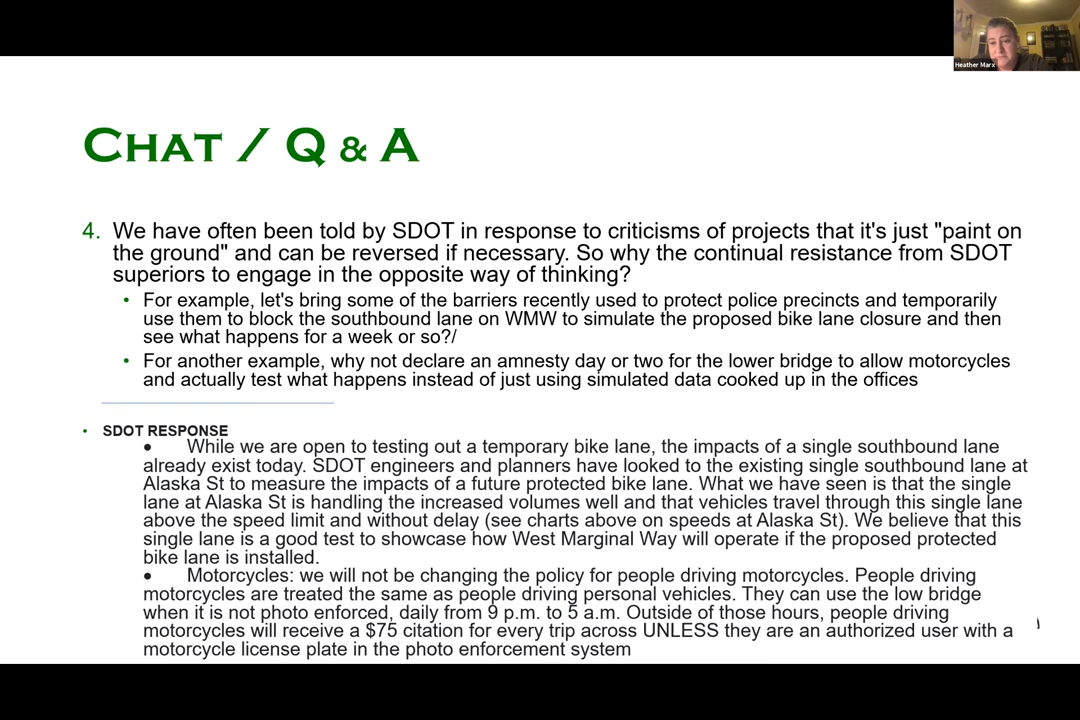 Heather Marx
CHAT / Q & A
4. We have often been told by SDOT in response to criticisms of projects that it's just "paint on
the ground" and can be reversed if necessary. So why the continual resistance from SDOT
superiors to engage in the opposite way of thinking?
• For example, let's bring some of the barriers recently used to protect police precincts and temporarily
use them to block the southbound lane on WMW to simulate the proposed bike lane closure and then
see what happens for a week or so?/
• For another example, why not declare an amnesty day or two for the lower bridge to allow motorcycles
and actually test what happens instead of just using simulated data cooked up in the offices
• SDOT RESPONSE
• While we are open to testing out a temporary bike lane, the impacts of a single southbound lane
already exist today. SDOT engineers and planners have looked to the existing single southbound lane at
Alaska St to measure the impacts of a future protected bike lane. What we have seen is that the single
lane at Alaska St is handling the increased volumes well and that vehicles travel through this single lane
above the speed limit and without delay (see charts above on speeds at Alaska St). We believe that this
single lane is a good test to showcase how West Marginal Way will operate if the proposed protected
bike lane is installed.
• Motorcycles: we will not be changing the policy for people driving motorcycles. People driving
motorcycles are treated the same as people driving personal vehicles. They can use the low bridge
when it is not photo enforced, daily from 9 p.m. to 5 a.m. Outside of those hours, people driving
motorcycles will receive a $75 citation for every trip across UNLESS they are an authorized user with a
motorcycle license plate in the photo enforcement system